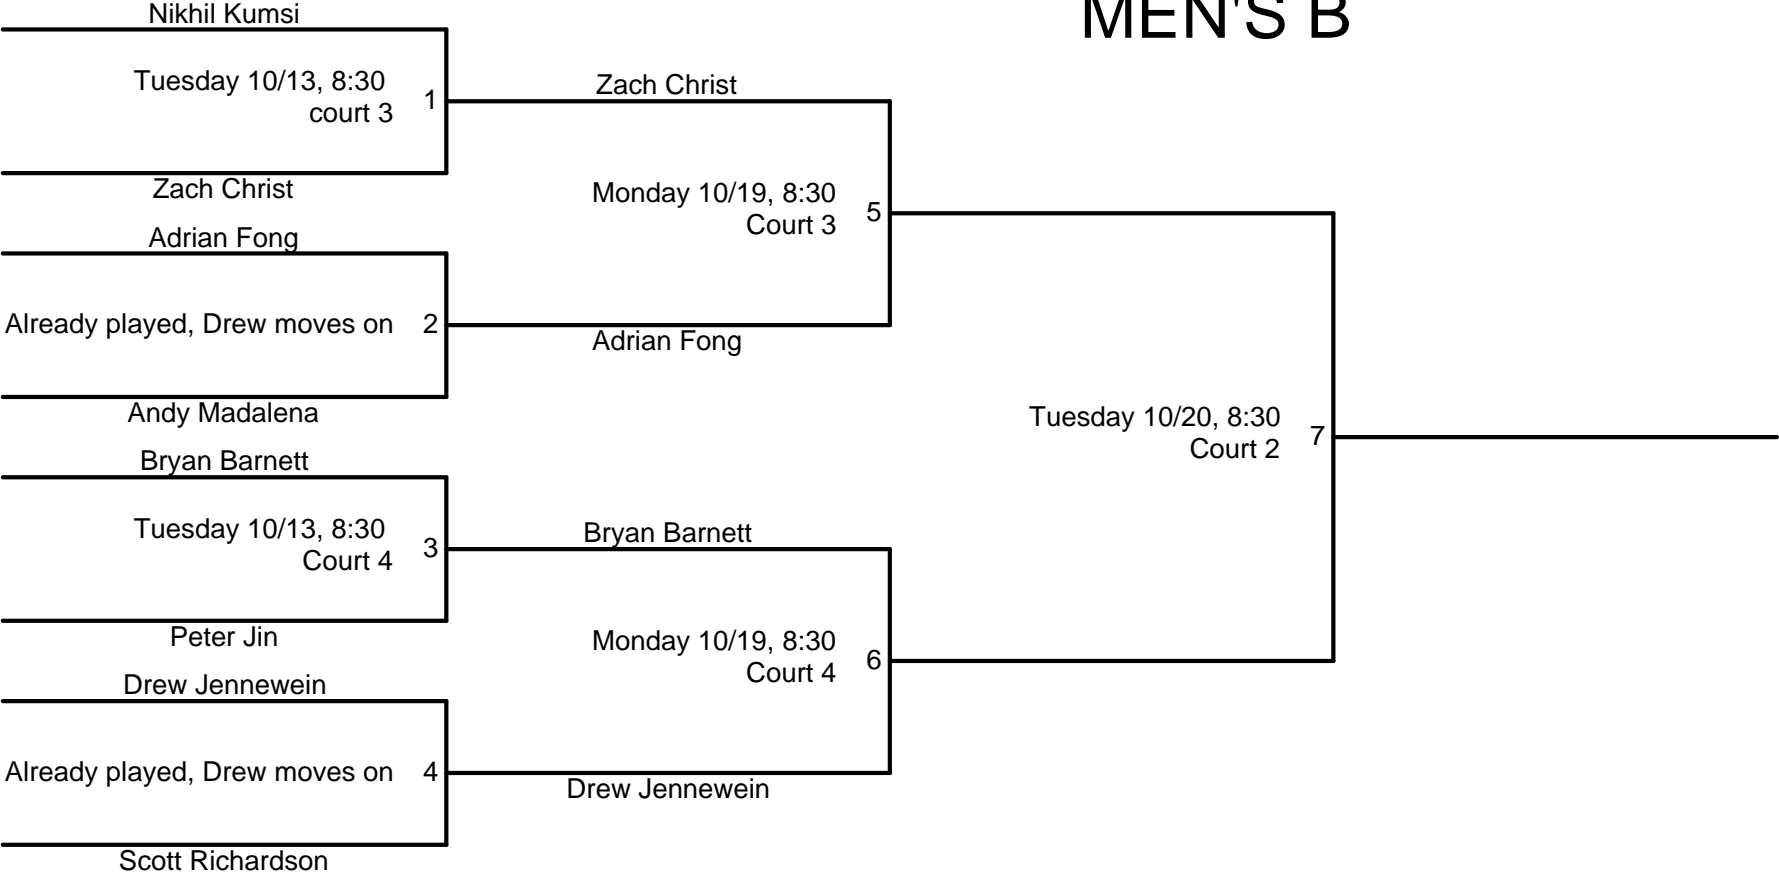 MEN'S B
Nikhil Kumsi
Tuesday 10/13, 8:30
court 3
1
Zach Christ
Zach Christ
Adrian Fong
Already played, Drew moves on
2
Andy Madalena
Monday 10/19, 8:30
Court 3
5
Adrian Fong
Bryan Barnett
Tuesday 10/13, 8:30
Court 4
3
Peter Jin
Bryan Barnett
Drew Jennewein
Already played, Drew moves on
4
Scott Richardson
Monday 10/19, 8:30
Court 4
6
Drew Jennewein
Tuesday 10/20, 8:30
Court 2
7